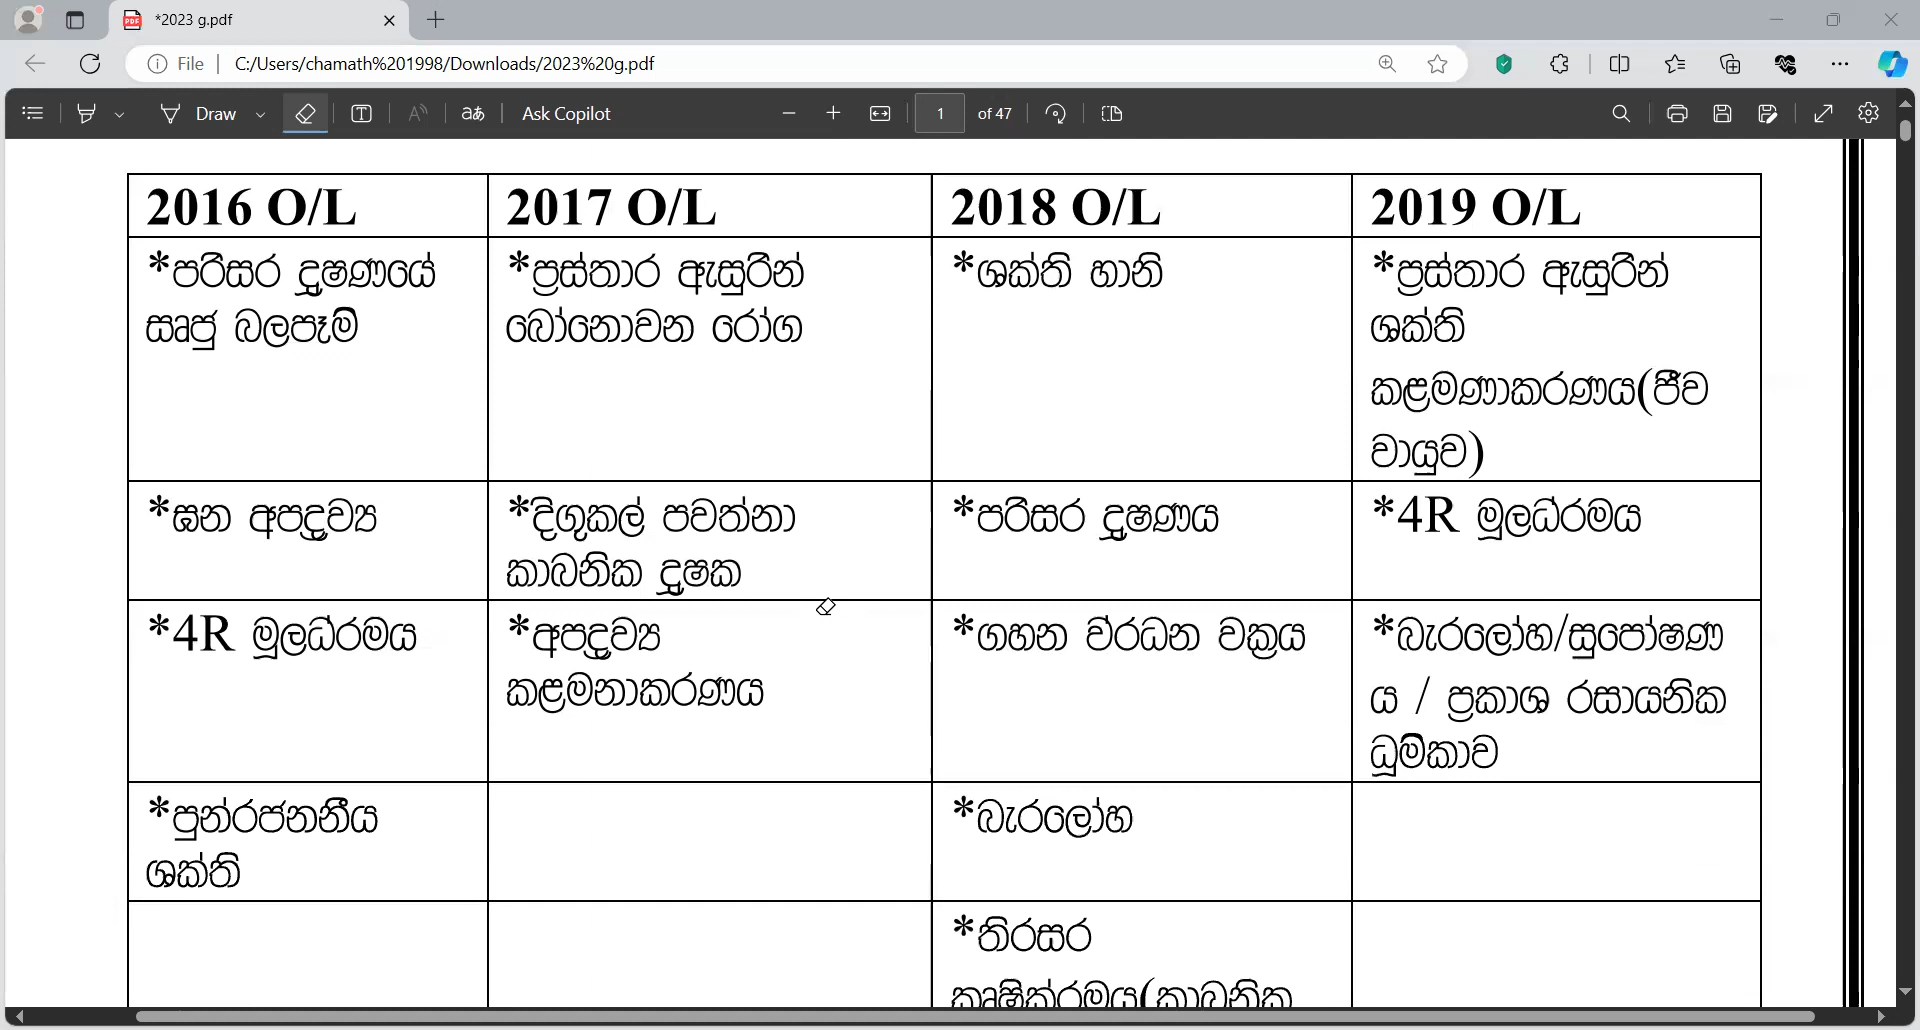 *2023 g.pdf
File
C:/Users/chamath%201998/Downloads/2023%20g.pdf
Draw
T
aあ
Ask Copilot
1
of 47
2016 O/L
2017 O/L
2018 O/L
2019 O/L
*පරිසර දූෂණයේ
සෘජු බලපෑම්
*ප්‍රස්තාර ඇසුරින්
බෝනොවන රෝග
*ශක්ති හානි
*ප්‍රස්තාර ඇසුරින්
ශක්ති
කළමණාකරණය(ජීව
වායුව)
*ඝන අපද්‍රව්‍ය
*දිගුකල් පවත්නා
කාබනික දූෂක
*පරිසර දූෂණය
*4R මූලධර්මය
*4R මූලධර්මය
*අපද්‍රව්‍ය
කළමනාකරණය
*ගහන වර්ධන වක්‍රය
*බැරලෝහ/සුපෝෂණ
ය / ප්‍රකාශ රසායනික
ධූමිකාව
*පුනර්ජනනීය
ශක්ති
*බැරලෝහ
*තිරසර
කෘෂිකර්මය(කාබනික